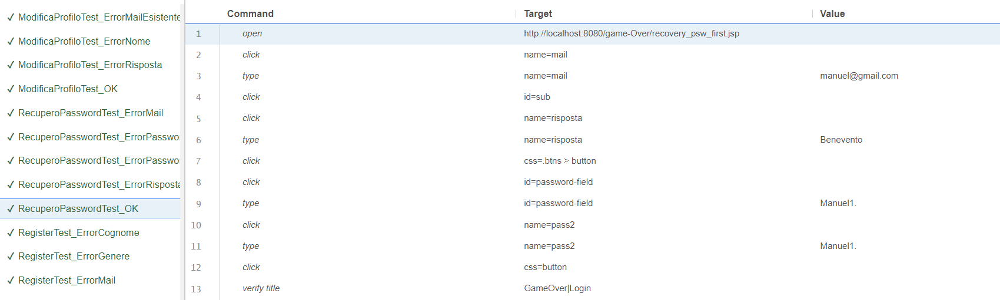 ModificaProfiloTest_ErrorMailEsistente
ModificaProfiloTest_ErrorNome
ModificaProfiloTest_ErrorRisposta
ModificaProfiloTest_OK
RecuperoPasswordTest_ErrorMail
RecuperoPasswordTest_ErrorPasswo
RecuperoPasswordTest_ErrorPasswo
RecuperoPasswordTest_ErrorRisposta
RecuperoPasswordTest_OK
RegisterTest_ErrorCognome
RegisterTest_ErrorGenere
RegisterTest_ErrorMail
Command Target Value
1 open http://localhost:8080/game-Over/recovery_psw_first.jsp
2 click name=mail
3 type name=mail manuel@gmail.com
4 click id=sub
5 click name=risposta
6 type name=risposta Benevento
7 click css=.btns > button
8 click id=password-field
9 type id=password-field Manuel1.
10 click name=pass2
11 type name=pass2 Manuel1.
12 click css=button
13 verify title GameOver|Login